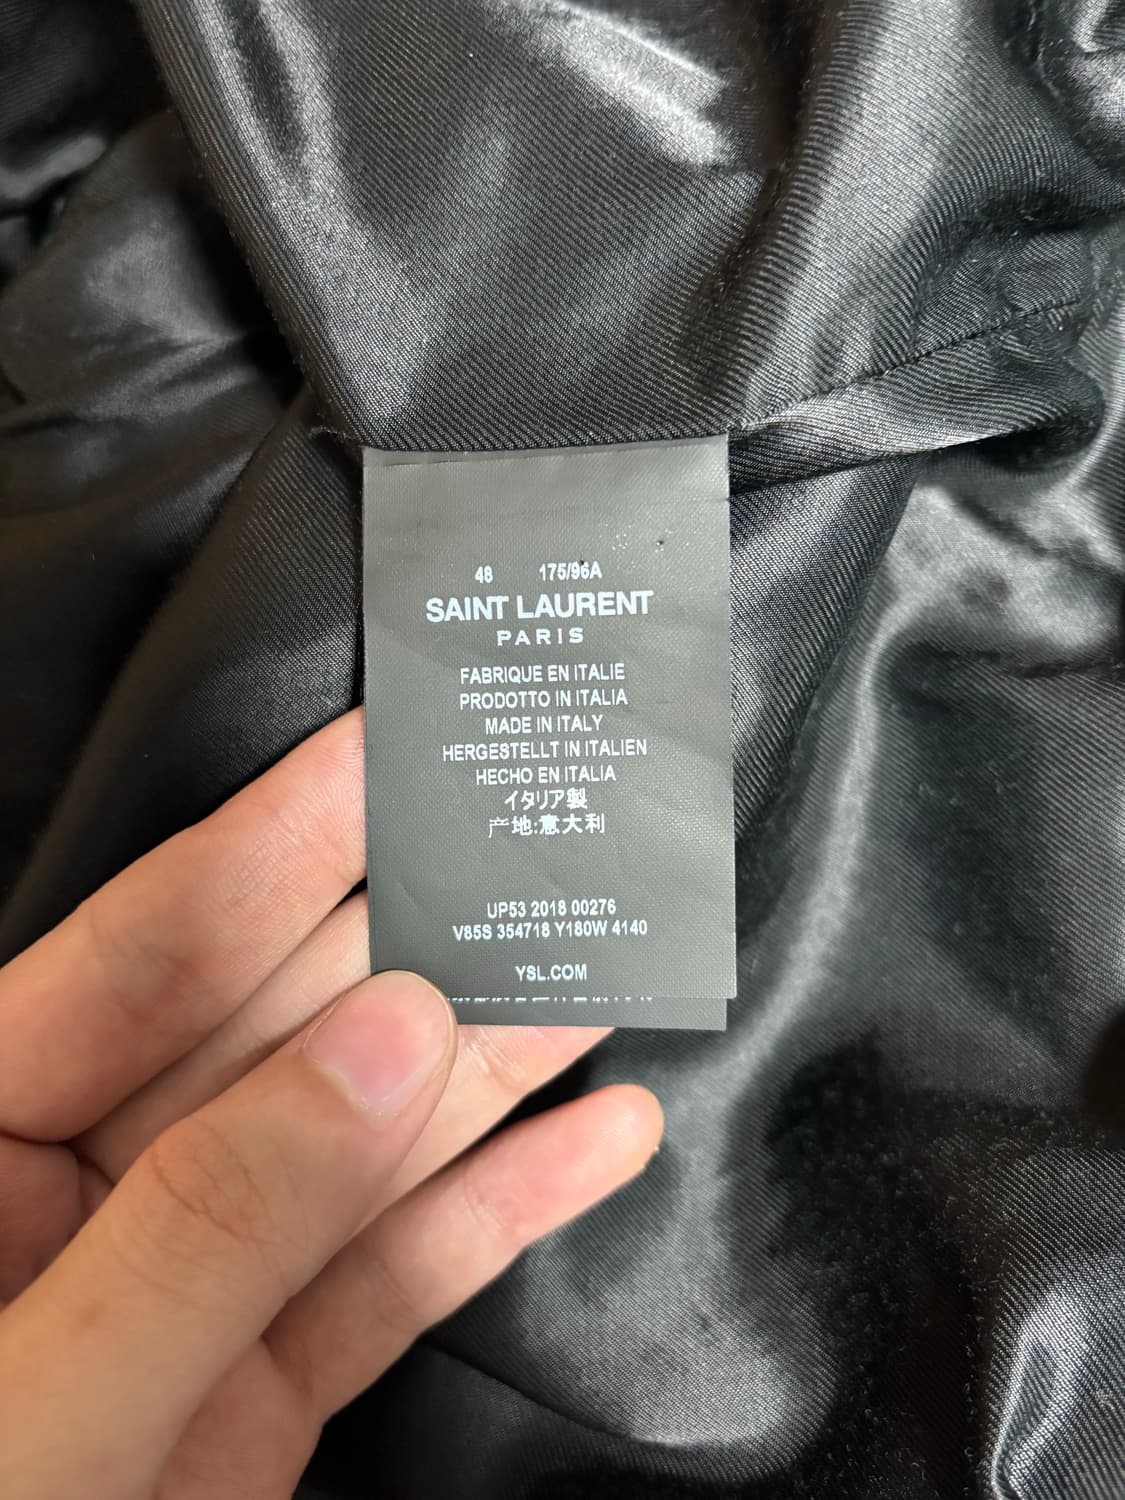 48 175/96A
SAINT LAURENT
PARIS
FABRIQUE EN ITALIE
PRODOTTO IN ITALIA
MADE IN ITALY
HERGESTELLT IN ITALIEN
HECHO EN ITALIA
イタリア製
产地:意大利
UP53 2018 00276
V85S 354718 Y180W 4140
YSL.COM